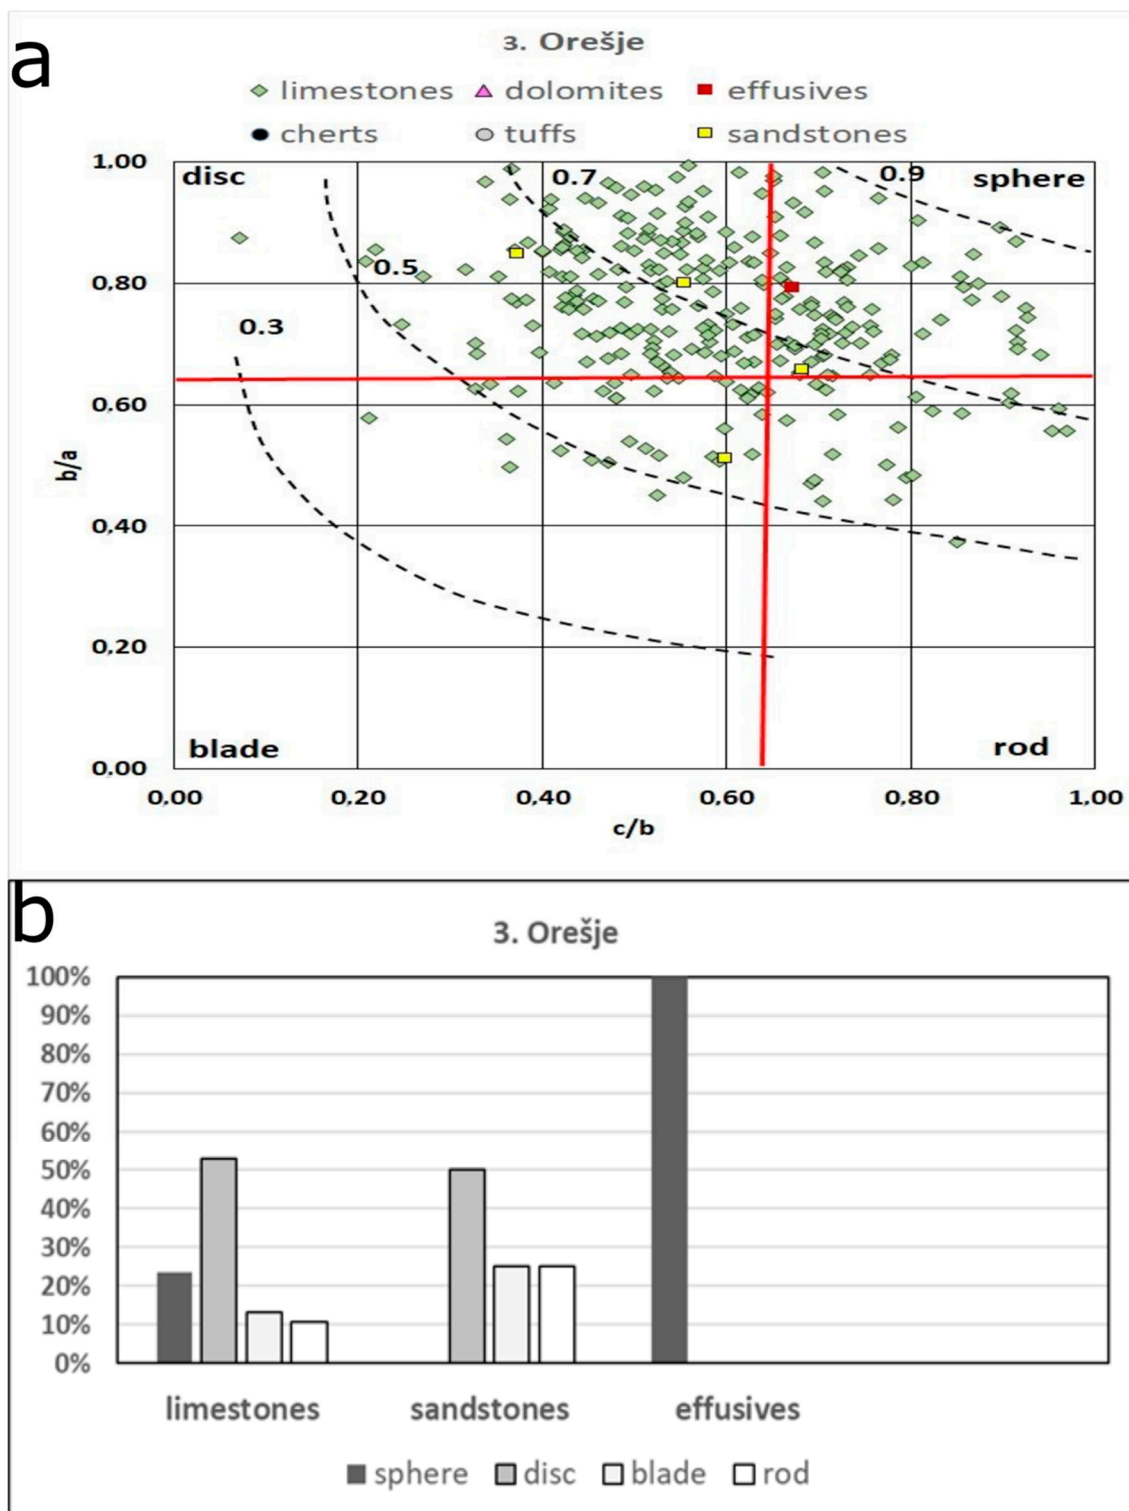 a
3. Orešje
limestones dolomites effusives
cherts tuffs sandstones
1.00
0.80
0.60
0.40
0.20
0.00
b/a
disc
0.7
0.9
sphere
0.5
0.3
blade
rod
0,00 0,20 0,40 0,60 0,80 1,00
c/b
b
3. Orešje
100%
90%
80%
70%
60%
50%
40%
30%
20%
10%
0%
limestones sandstones effusives
sphere disc blade rod